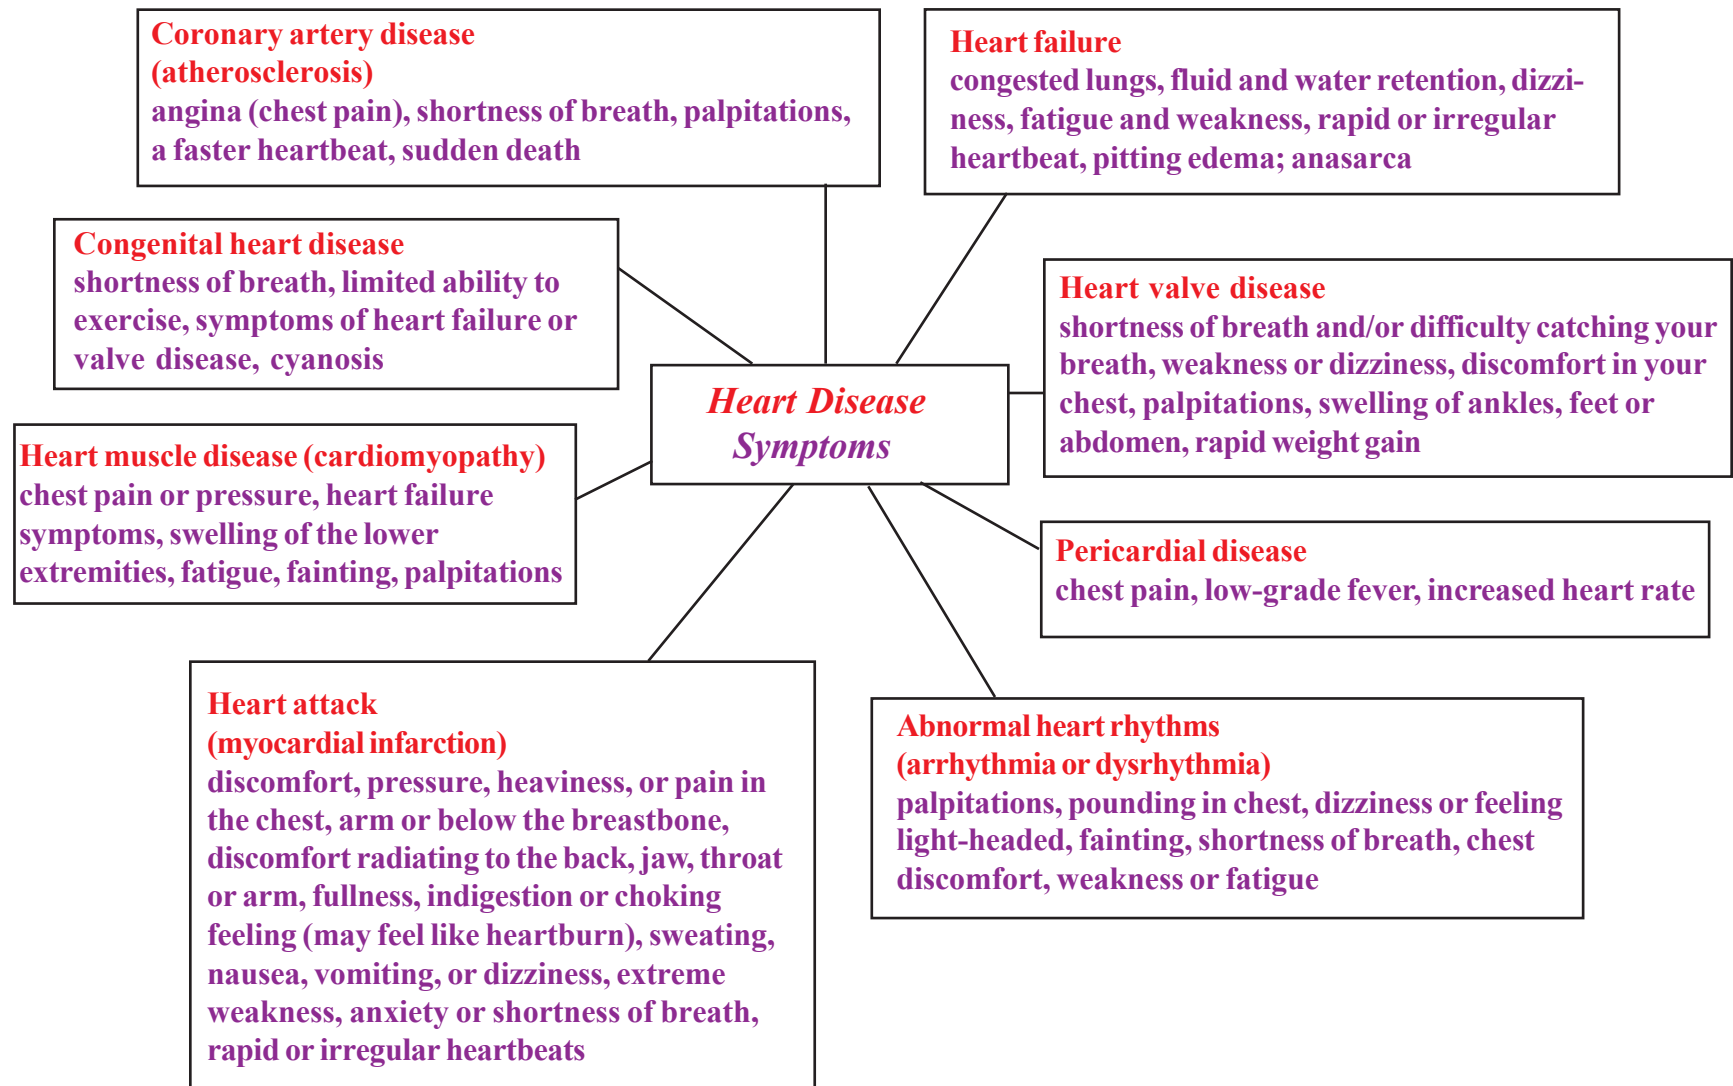 Coronary artery disease
(atherosclerosis)
angina (chest pain), shortness of breath, palpitations,
a faster heartbeat, sudden death
Heart failure
congested lungs, fluid and water retention, dizzi-
ness, fatigue and weakness, rapid or irregular
heartbeat, pitting edema; anasarca
Congenital heart disease
shortness of breath, limited ability to
exercise, symptoms of heart failure or
valve disease, cyanosis
Heart valve disease
shortness of breath and/or difficulty catching your
breath, weakness or dizziness, discomfort in your
chest, palpitations, swelling of ankles, feet or
abdomen, rapid weight gain
Heart Disease
Symptoms
Heart muscle disease (cardiomyopathy)
chest pain or pressure, heart failure
symptoms, swelling of the lower
extremities, fatigue, fainting, palpitations
Pericardial disease
chest pain, low-grade fever, increased heart rate
Heart attack
(myocardial infarction)
discomfort, pressure, heaviness, or pain in
the chest, arm or below the breastbone,
discomfort radiating to the back, jaw, throat
or arm, fullness, indigestion or choking
feeling (may feel like heartburn), sweating,
nausea, vomiting, or dizziness, extreme
weakness, anxiety or shortness of breath,
rapid or irregular heartbeats
Abnormal heart rhythms
(arrhythmia or dysrhythmia)
palpitations, pounding in chest, dizziness or feeling
light-headed, fainting, shortness of breath, chest
discomfort, weakness or fatigue